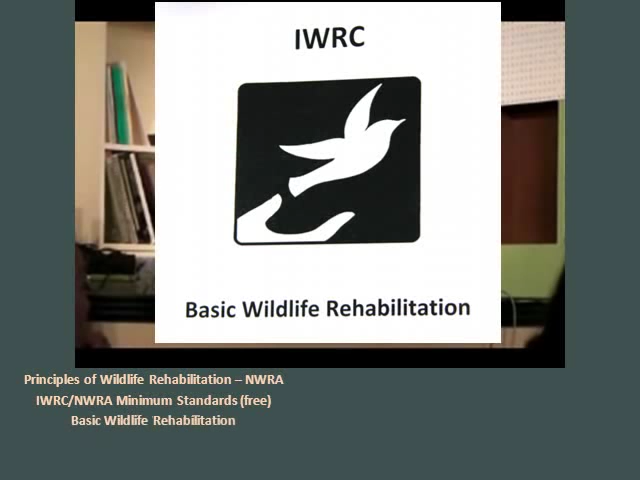 IWRC
Basic Wildlife Rehabilitation
Principles of Wildlife Rehabilitation – NWRA
IWRC/NWRA Minimum Standards (free)
Basic Wildlife Rehabilitation